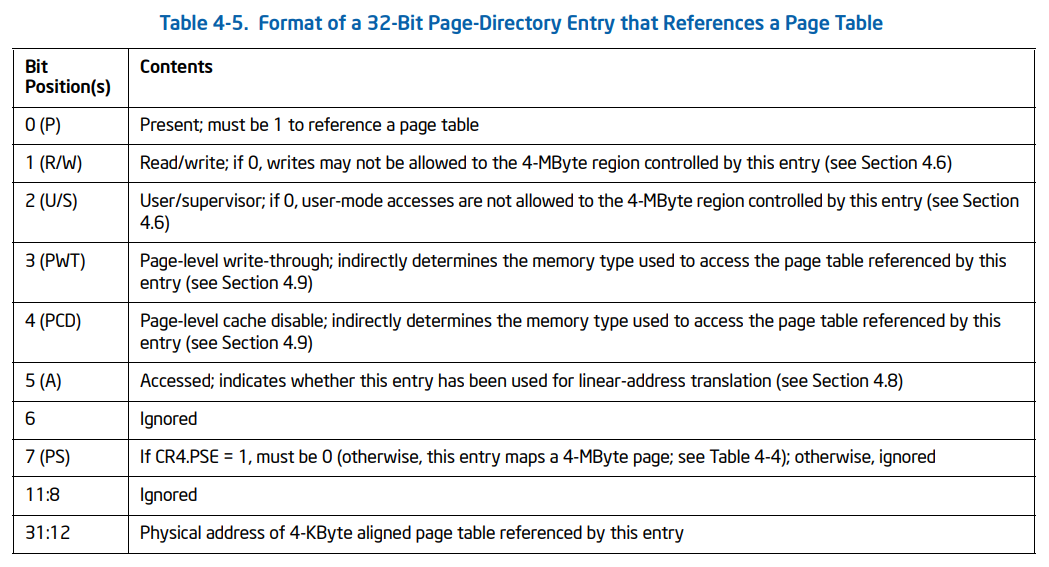 Table 4-5. Format of a 32-Bit Page-Directory Entry that References a Page Table
Bit
Position(s)
Contents
0 (P)
Present; must be 1 to reference a page table
1 (R/W)
Read/write; if 0, writes may not be allowed to the 4-MByte region controlled by this entry (see Section 4.6)
2 (U/S)
User/supervisor; if 0, user-mode accesses are not allowed to the 4-MByte region controlled by this entry (see Section
4.6)
3 (PWT)
Page-level write-through; indirectly determines the memory type used to access the page table referenced by this
entry (see Section 4.9)
4 (PCD)
Page-level cache disable; indirectly determines the memory type used to access the page table referenced by this
entry (see Section 4.9)
5 (A)
Accessed; indicates whether this entry has been used for linear-address translation (see Section 4.8)
6
Ignored
7 (PS)
If CR4.PSE = 1, must be 0 (otherwise, this entry maps a 4-MByte page; see Table 4-4); otherwise, ignored
11:8
Ignored
31:12
Physical address of 4-KByte aligned page table referenced by this entry